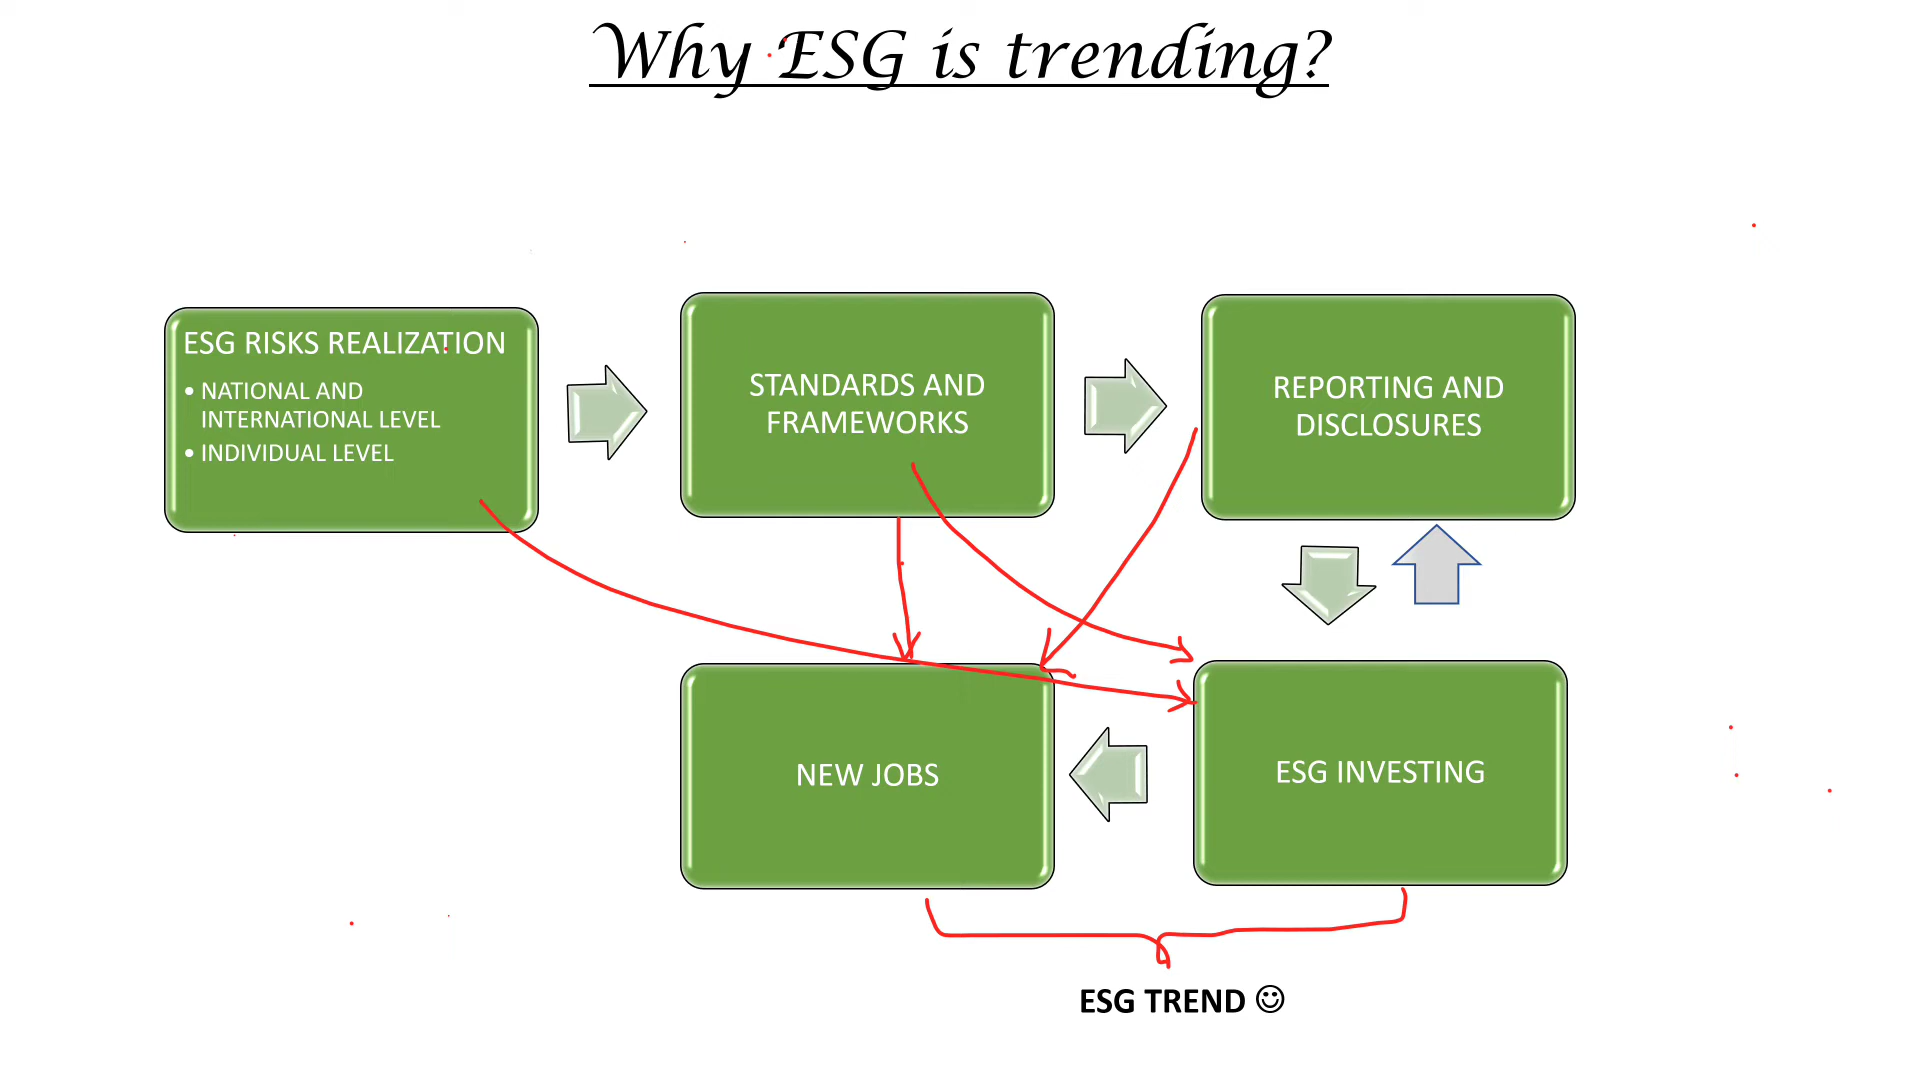 Why ESG is trending?
ESG RISKS REALIZATION
• NATIONAL AND
INTERNATIONAL LEVEL
• INDIVIDUAL LEVEL
STANDARDS AND
FRAMEWORKS
REPORTING AND
DISCLOSURES
NEW JOBS
ESG INVESTING
ESG TREND ☺